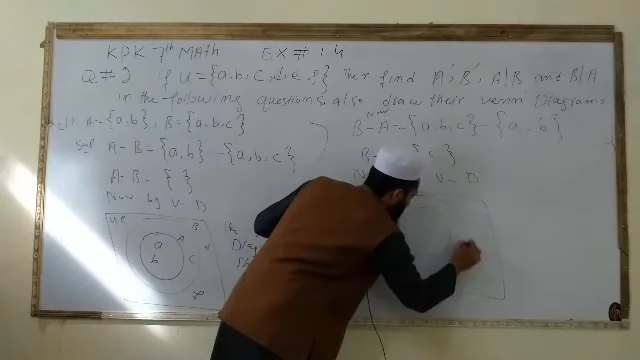 KPK 7th MATH EX # 1.4
Q#2 If U = {a, b, c, d, e, f} then find A', B', A\B and B\A
in the following questions also draw their venn Diagrams
A = {a, b}, B = {a, b, c}
Sol A - B = {a, b} - {a, b, c}
A - B = { }
Now by V - D
U e B
a A d
b c
f
Now
B - A = {a, b, c} - {a, b}
{c}
V - D